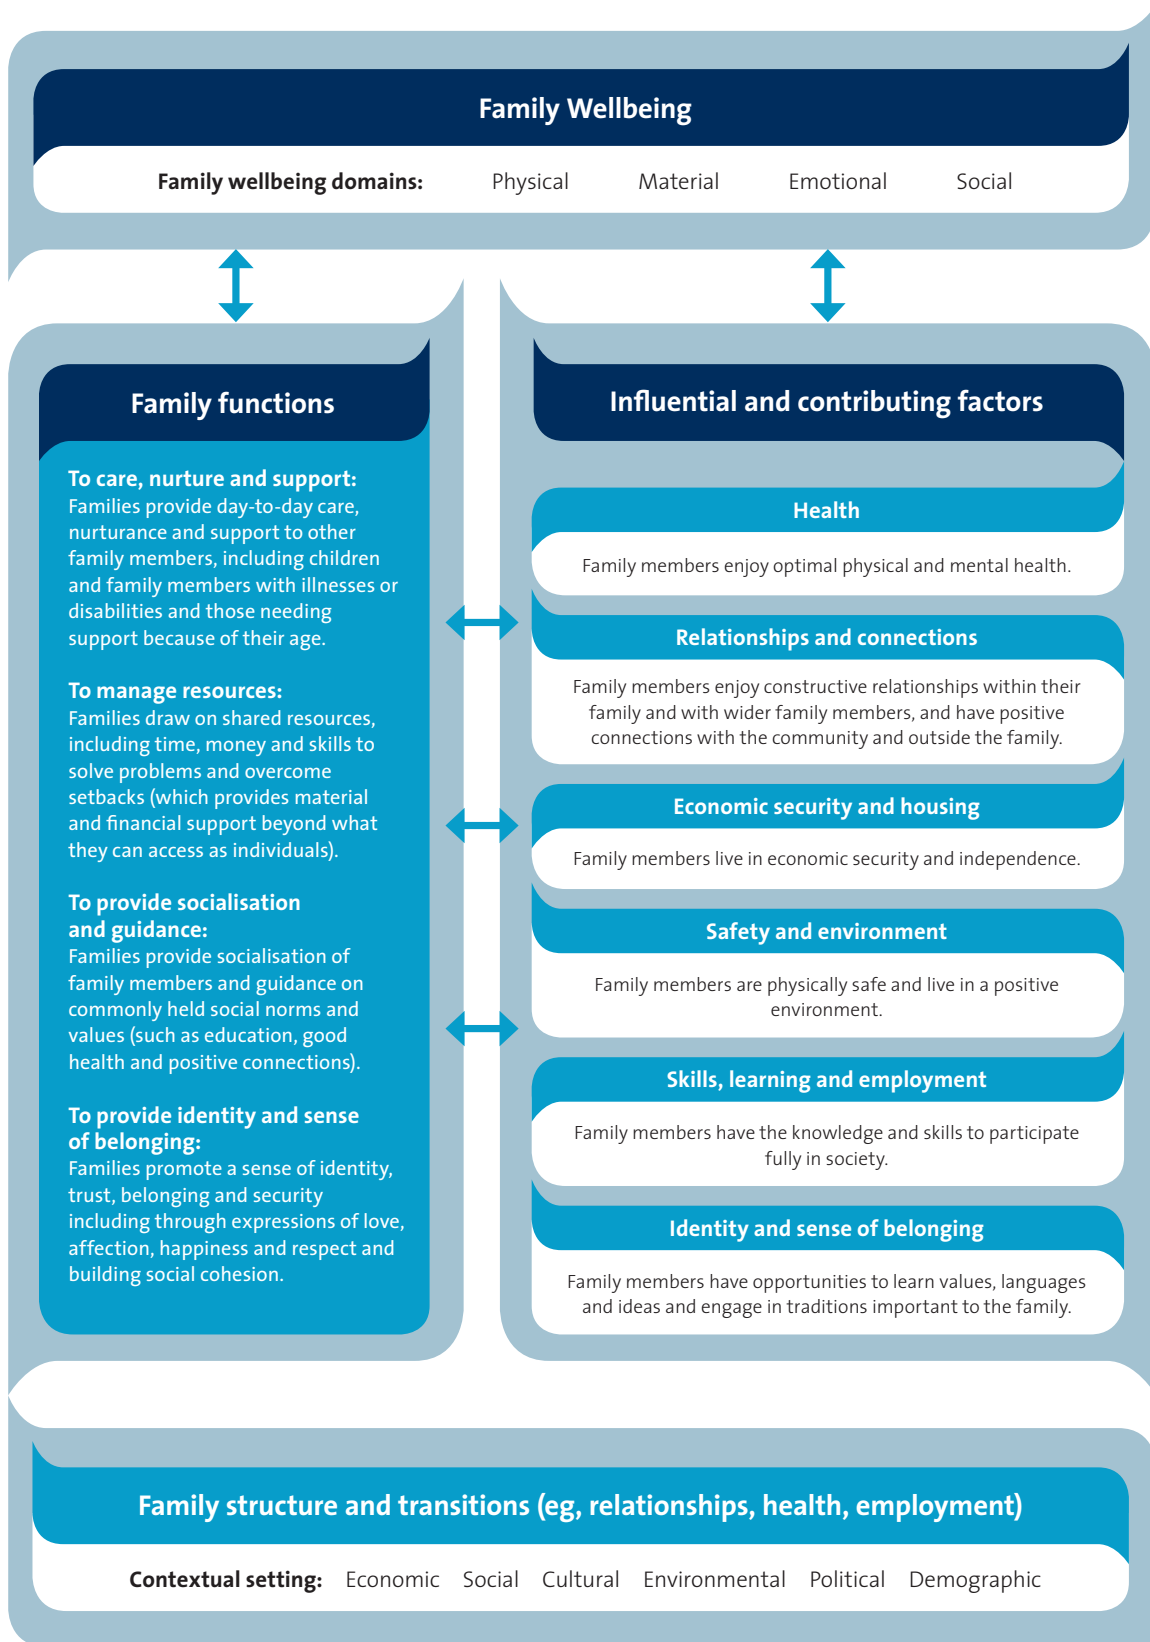 Family Wellbeing
Family wellbeing domains: Physical Material Emotional Social
Family functions
To care, nurture and support:
Families provide day-to-day care,
nurturance and support to other
family members, including children
and family members with illnesses or
disabilities and those needing
support because of their age.
To manage resources:
Families draw on shared resources,
including time, money and skills to
solve problems and overcome
setbacks (which provides material
and financial support beyond what
they can access as individuals).
To provide socialisation
and guidance:
Families provide socialisation of
family members and guidance on
commonly held social norms and
values (such as education, good
health and positive connections).
To provide identity and sense
of belonging:
Families promote a sense of identity,
trust, belonging and security
including through expressions of love,
affection, happiness and respect and
building social cohesion.
Influential and contributing factors
Health
Family members enjoy optimal physical and mental health.
Relationships and connections
Family members enjoy constructive relationships within their
family and with wider family members, and have positive
connections with the community and outside the family.
Economic security and housing
Family members live in economic security and independence.
Safety and environment
Family members are physically safe and live in a positive
environment.
Skills, learning and employment
Family members have the knowledge and skills to participate
fully in society.
Identity and sense of belonging
Family members have opportunities to learn values, languages
and ideas and engage in traditions important to the family.
Family structure and transitions (eg, relationships, health, employment)
Contextual setting: Economic Social Cultural Environmental Political Demographic